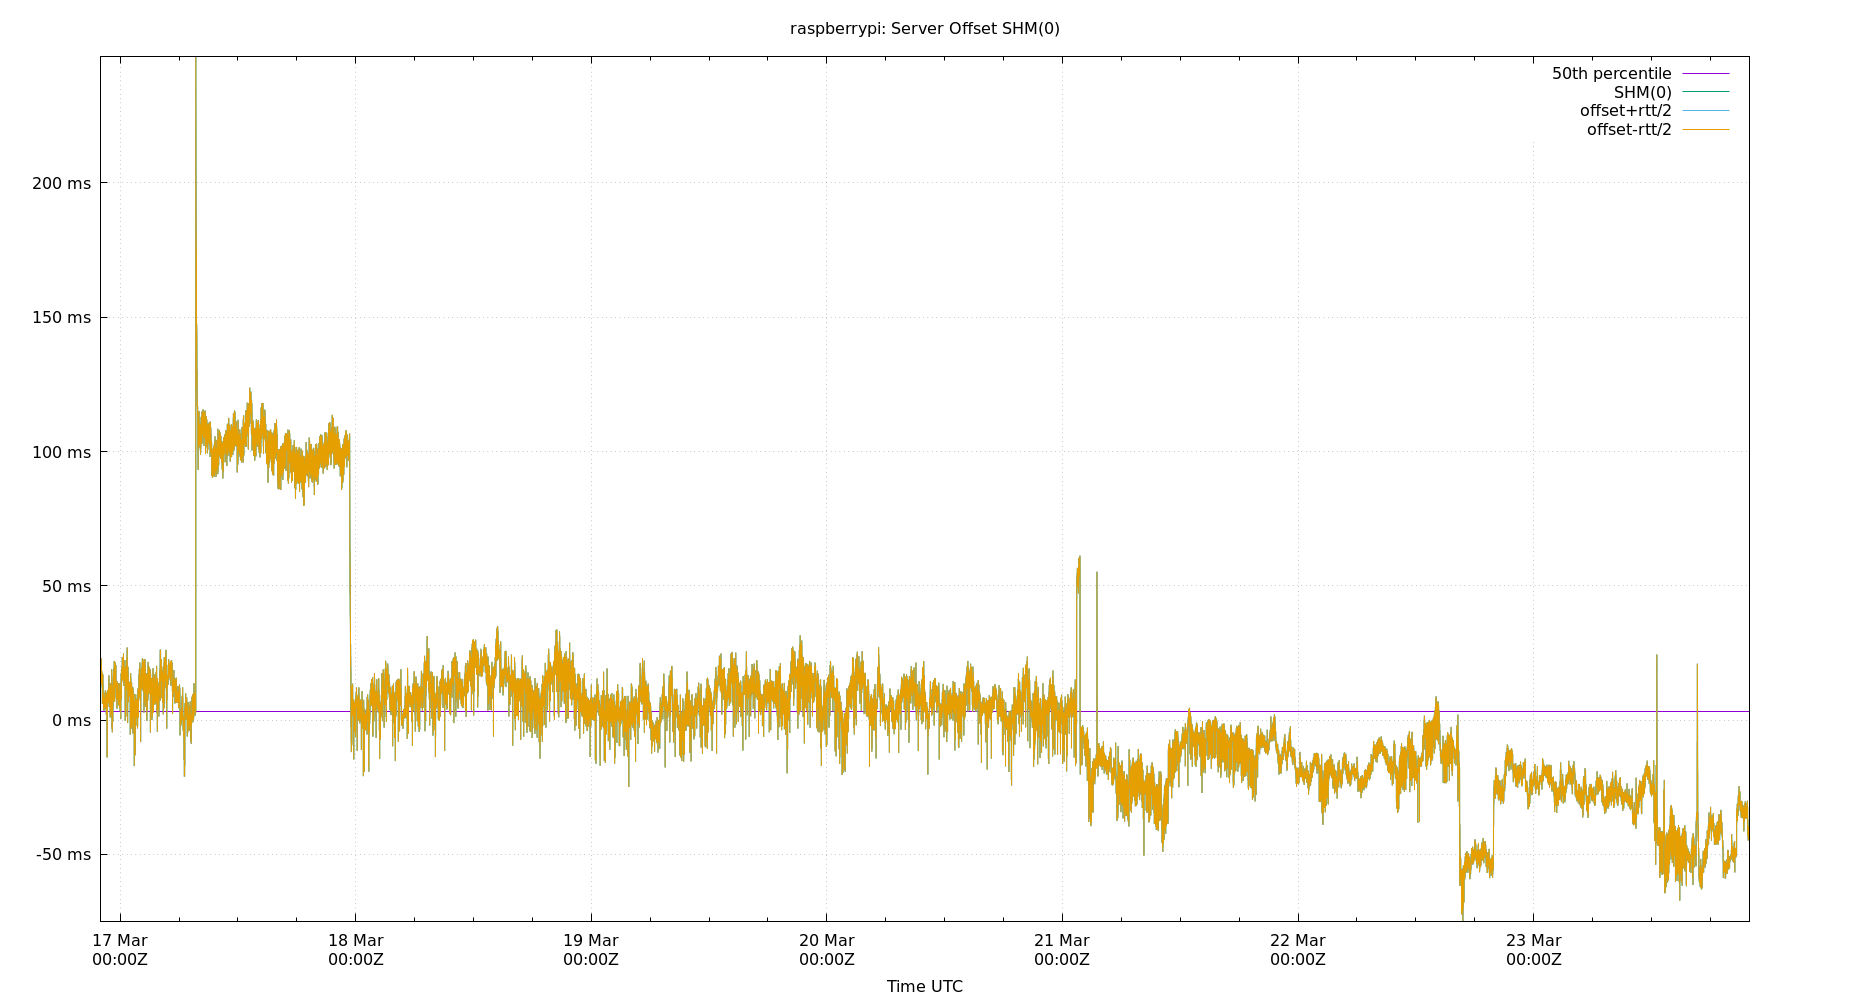 raspberrypi: Server Offset SHM(0)
50th percentile
SHM(0)
offset+rtt/2
offset-rtt/2
200 ms
150 ms
100 ms
50 ms
0 ms
-50 ms
17 Mar 18 Mar 19 Mar 20 Mar 21 Mar 22 Mar 23 Mar
00:00Z 00:00Z 00:00Z 00:00Z 00:00Z 00:00Z 00:00Z
Time UTC